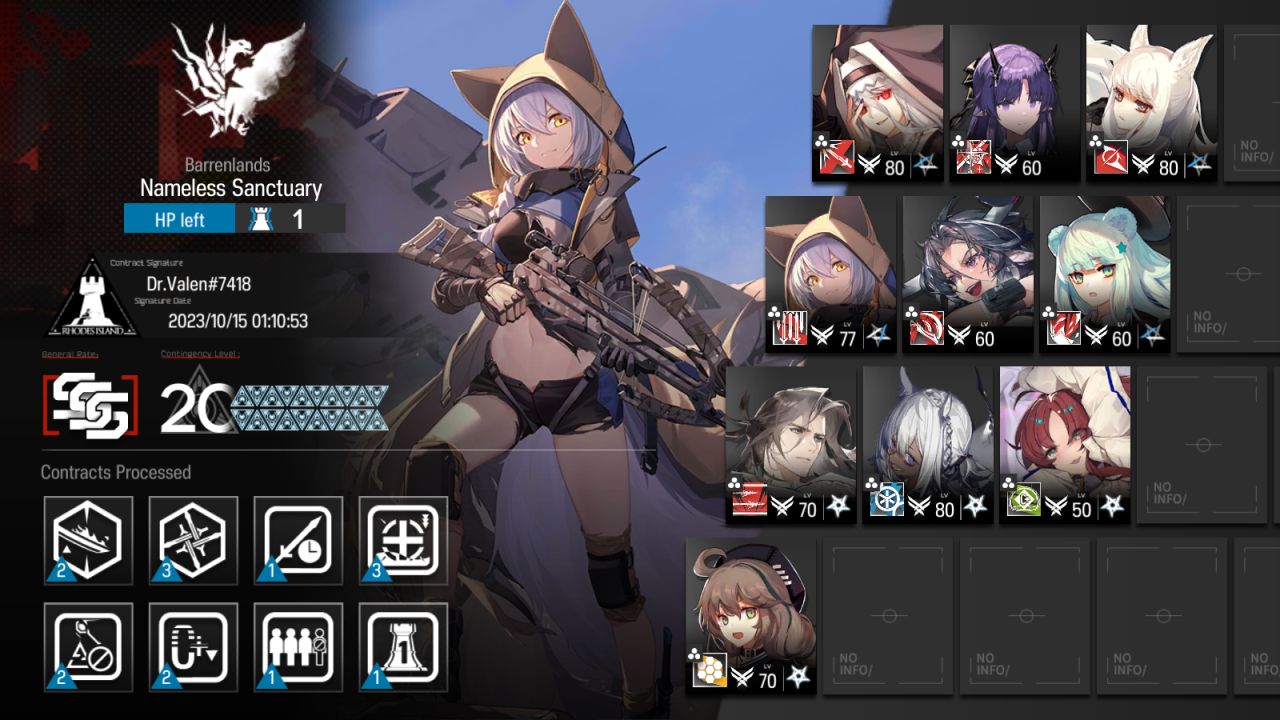 Barrenlands
Nameless Sanctuary
HP left 1
Contract Signature
Dr.Valen#7418
Signature Date
2023/10/15 01:10:53
RHODES ISLAND
General Rate:
Contingency Level :
20
Contracts Processed
2 3 1 3
2 2 1 1
1
LV 80
LV 60
LV 80
NO INFO/
LV 77
LV 60
LV 60
NO INFO/
LV 70
LV 80
LV 50
NO INFO/
LV 70
NO INFO/
NO INFO/
NO INFO/
NO INFO/